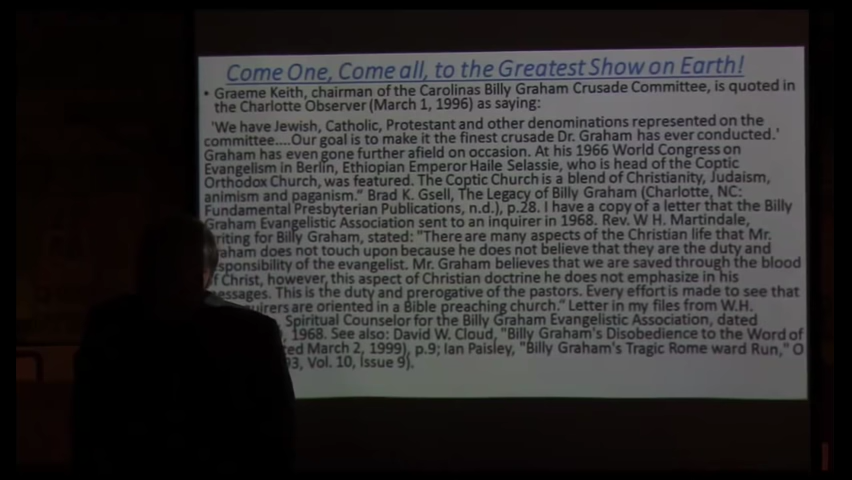 Come One, Come all, to the Greatest Show on Earth!
• Graeme Keith, chairman of the Carolinas Billy Graham Crusade Committee, is quoted in
the Charlotte Observer (March 1, 1996) as saying:
'We have Jewish, Catholic, Protestant and other denominations represented on the
committee....Our goal is to make it the finest crusade Dr. Graham has ever conducted.'
Graham has even gone further afield on occasion. At his 1966 World Congress on
Evangelism in Berlin, Ethiopian Emperor Haile Selassie, who is head of the Coptic
Orthodox Church, was featured. The Coptic Church is a blend of Christianity, Judaism,
animism and paganism." Brad K. Gsell, The Legacy of Billy Graham (Charlotte, NC:
Fundamental Presbyterian Publications, n.d.), p.28. I have a copy of a letter that the Billy
Graham Evangelistic Association sent to an inquirer in 1968. Rev. W H. Martindale,
riting for Billy Graham, stated: "There are many aspects of the Christian life that Mr.
raham does not touch upon because he does not believe that they are the duty and
sponsibility of the evangelist. Mr. Graham believes that we are saved through the blood
f Christ, however, this aspect of Christian doctrine he does not emphasize in his
essages. This is the duty and prerogative of the pastors. Every effort is made to see that
quirers are oriented in a Bible preaching church." Letter in my files from W.H.
Spiritual Counselor for the Billy Graham Evangelistic Association, dated
, 1968. See also: David W. Cloud, "Billy Graham's Disobedience to the Word of
ed March 2, 1999), p.9; Ian Paisley, "Billy Graham's Tragic Rome ward Run," O
93, Vol. 10, Issue 9).